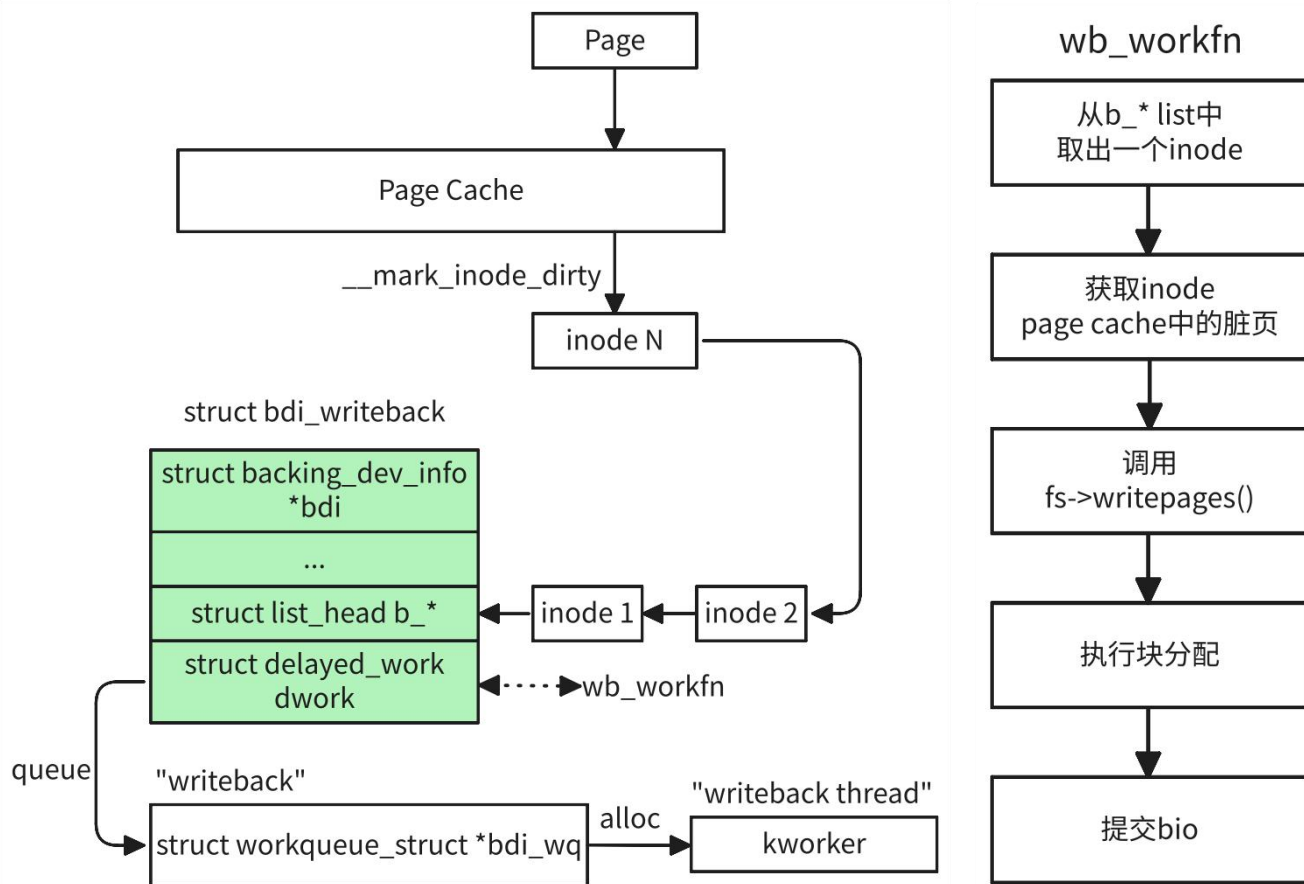 Page
Page Cache
__mark_inode_dirty
inode N
struct bdi_writeback
struct backing_dev_info
*bdi
...
struct list_head b_*
inode 1
inode 2
struct delayed_work
dwork
wb_workfn
queue
"writeback"
struct workqueue_struct *bdi_wq
alloc
"writeback thread"
kworker
wb_workfn
从b_* list中
取出一个inode
获取inode
page cache中的脏页
调用
fs->writepages()
执行块分配
提交bio